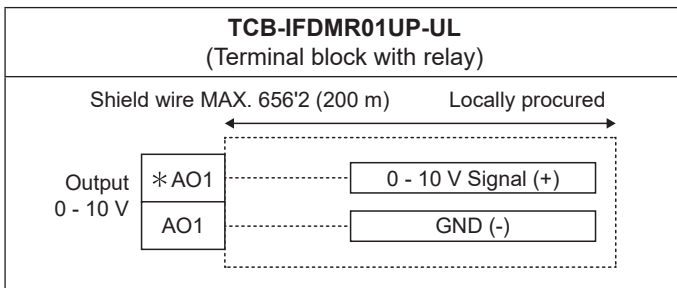 TCB-IFDMR01UP-UL
(Terminal block with relay)
Shield wire MAX. 656'2 (200 m) Locally procured
Output
0 - 10 V
＊AO1
0 - 10 V Signal (+)
AO1
GND (-)